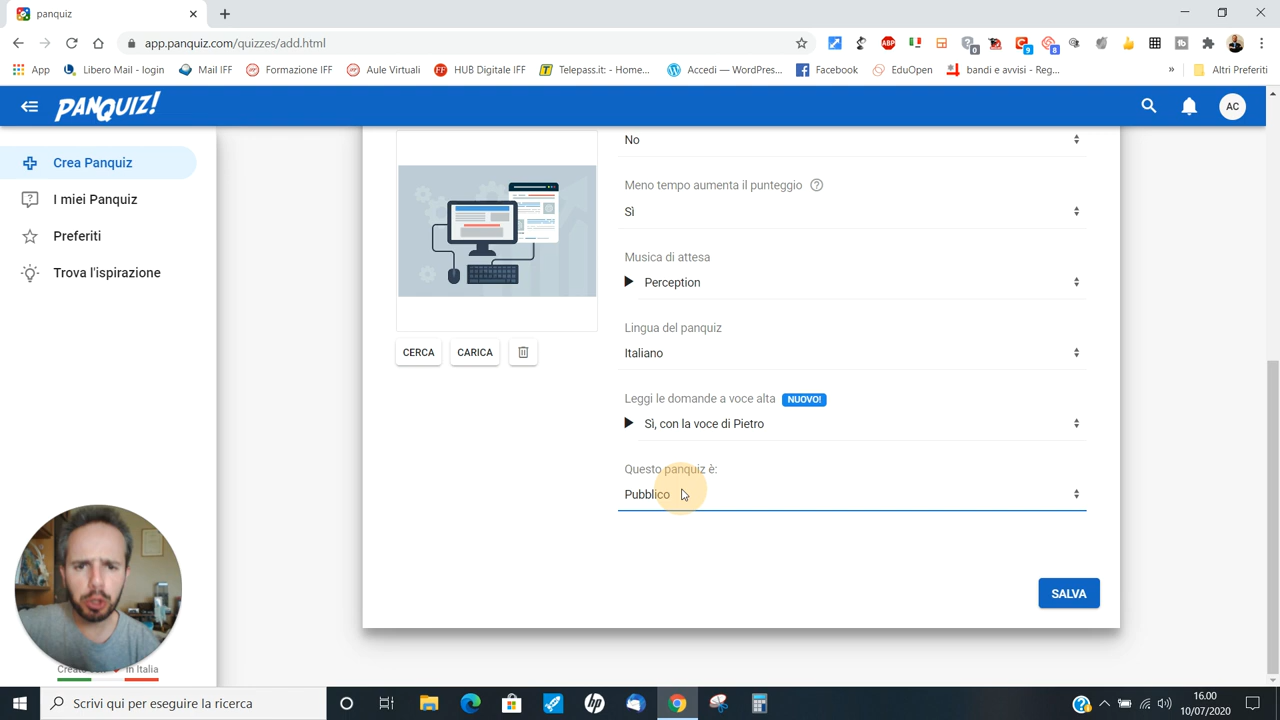 panquiz
app.panquiz.com/quizzes/add.html
App
Libero Mail - login
Mail IFF
Formazione IFF
Aule Virtuali
HUB Digitale IFF
Telepass.it: - Home...
Accedi — WordPres...
Facebook
EduOpen
bandi e avvisi - Reg...
»
Altri Preferiti
PANQUIZ!
AC
Crea Panquiz
I miei Panquiz
Preferiti
Trova l'ispirazione
No
Meno tempo aumenta il punteggio
Sì
Musica di attesa
Perception
Lingua del panquiz
Italiano
CERCA
CARICA
Leggi le domande a voce alta NUOVO!
Sì, con la voce di Pietro
Questo panquiz è:
Pubblico
SALVA
in Italia
Scrivi qui per eseguire la ricerca
16.00
10/07/2020